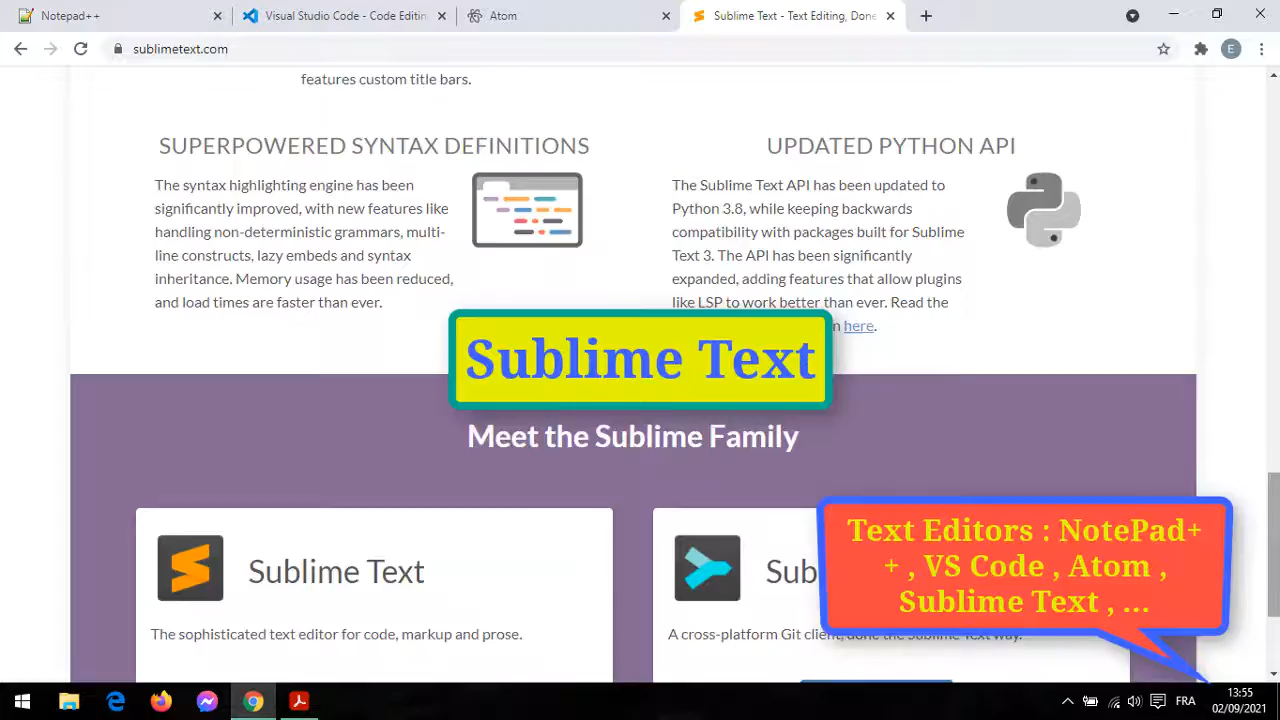 Notepad++
Visual Studio Code - Code Editin
Atom
Sublime Text - Text Editing, Done
sublimetext.com
E
features custom title bars.
SUPERPOWERED SYNTAX DEFINITIONS
The syntax highlighting engine has been
significantly improved, with new features like
handling non-deterministic grammars, multi-
line constructs, lazy embeds and syntax
inheritance. Memory usage has been reduced,
and load times are faster than ever.
UPDATED PYTHON API
The Sublime Text API has been updated to
Python 3.8, while keeping backwards
compatibility with packages built for Sublime
Text 3. The API has been significantly
expanded, adding features that allow plugins
like LSP to work better than ever. Read the
here.
Sublime Text
Meet the Sublime Family
Sublime Text
The sophisticated text editor for code, markup and prose.
Sub
A cross-platform Git client, done the Sublime Text way.
Text Editors : NotePad+
+ , VS Code , Atom ,
Sublime Text , ...
FRA
13:55
02/09/2021